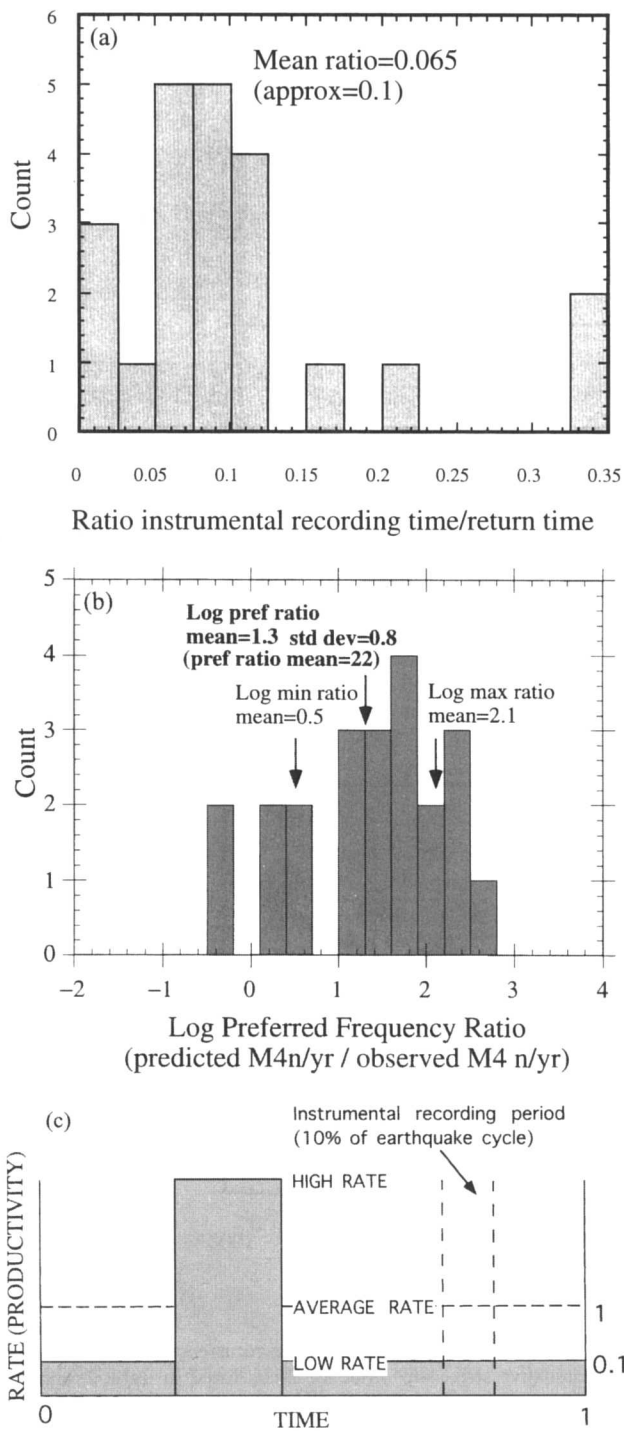 6
(a)
Mean ratio=0.065
(approx=0.1)
5
4
3
2
1
0
Count
0 0.05 0.1 0.15 0.2 0.25 0.3 0.35
Ratio instrumental recording time/return time
5
(b)
Log pref ratio
mean=1.3 std dev=0.8
(pref ratio mean=22)
4
Log min ratio
mean=0.5
Log max ratio
mean=2.1
3
2
1
0
Count
−2 −1 0 1 2 3 4
Log Preferred Frequency Ratio
(predicted M4n/yr / observed M4 n/yr)
(c)
Instrumental recording period
(10% of earthquake cycle)
HIGH RATE
AVERAGE RATE
1
LOW RATE
0.1
RATE (PRODUCTIVITY)
0 TIME 1